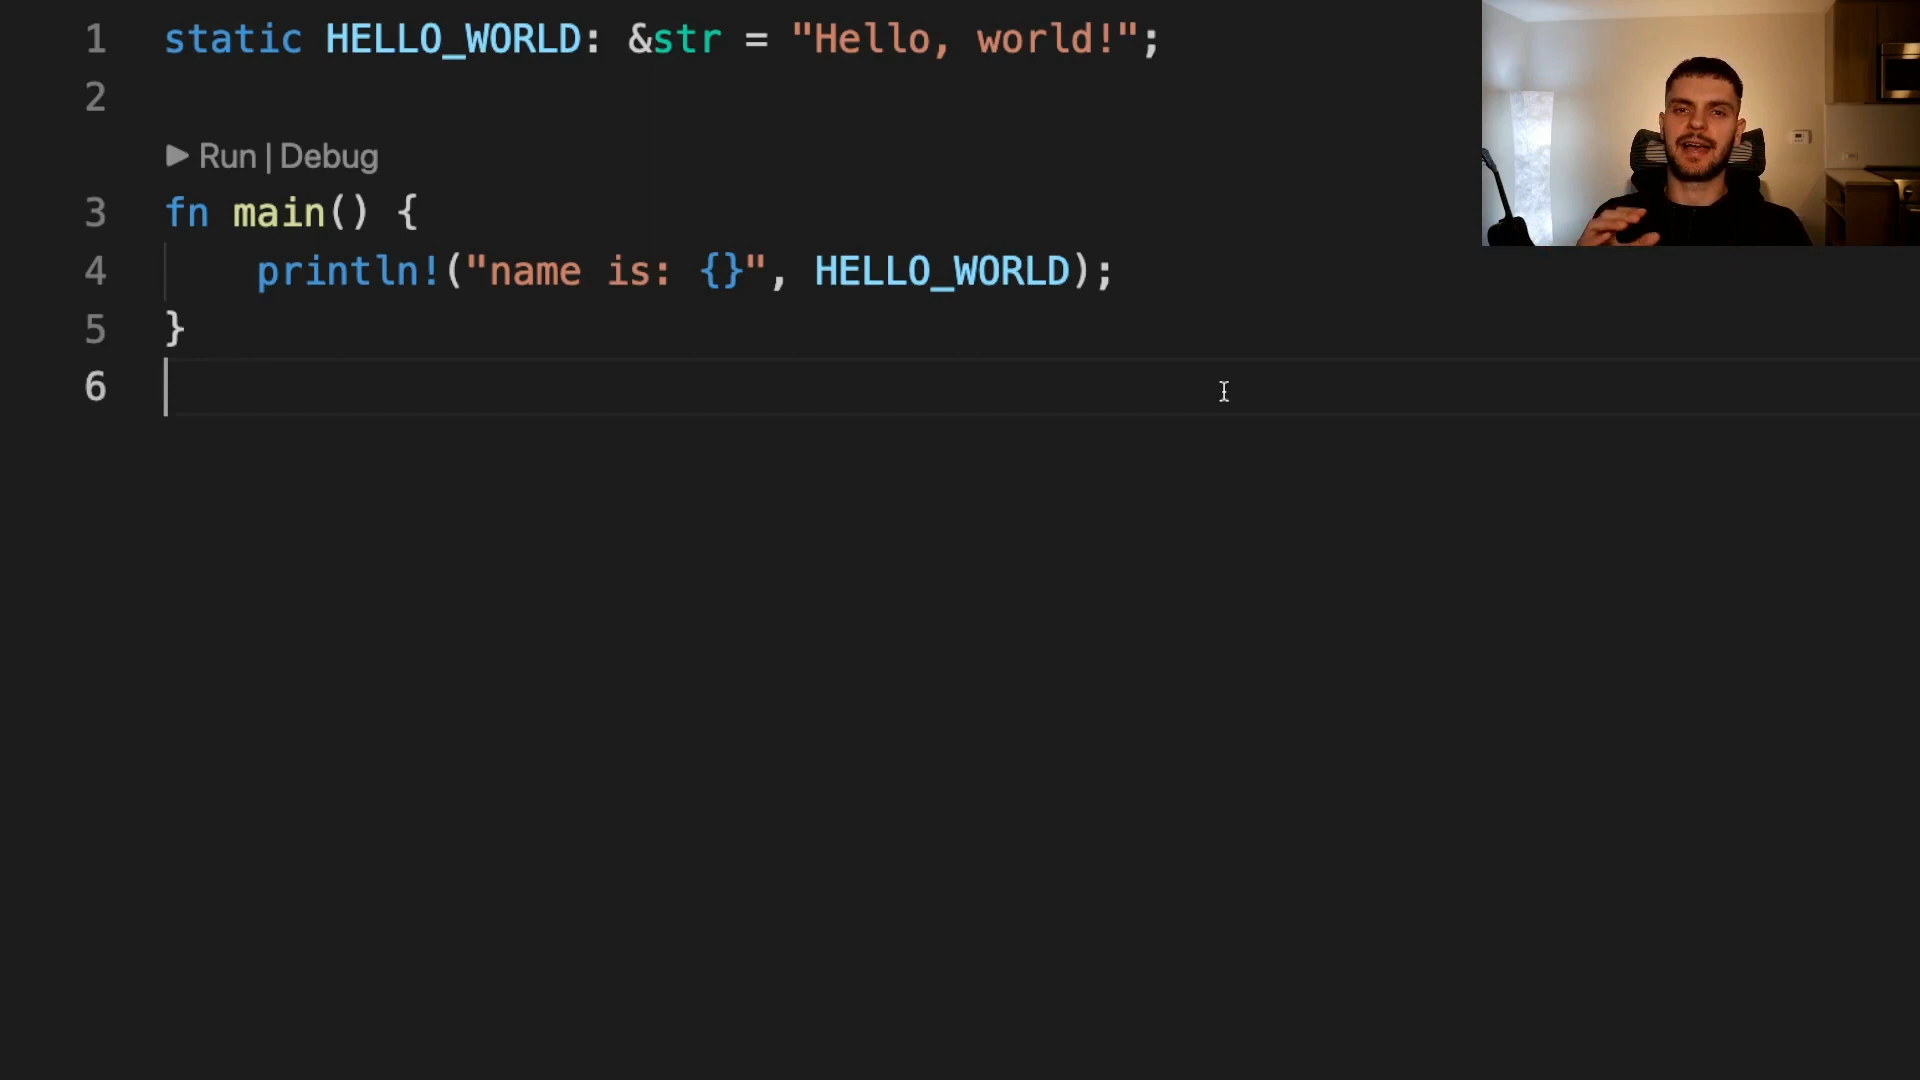 1 static HELLO_WORLD: &str = "Hello, world!";
2
▶ Run | Debug
3 fn main() {
4     println!("name is: {}", HELLO_WORLD);
5 }
6